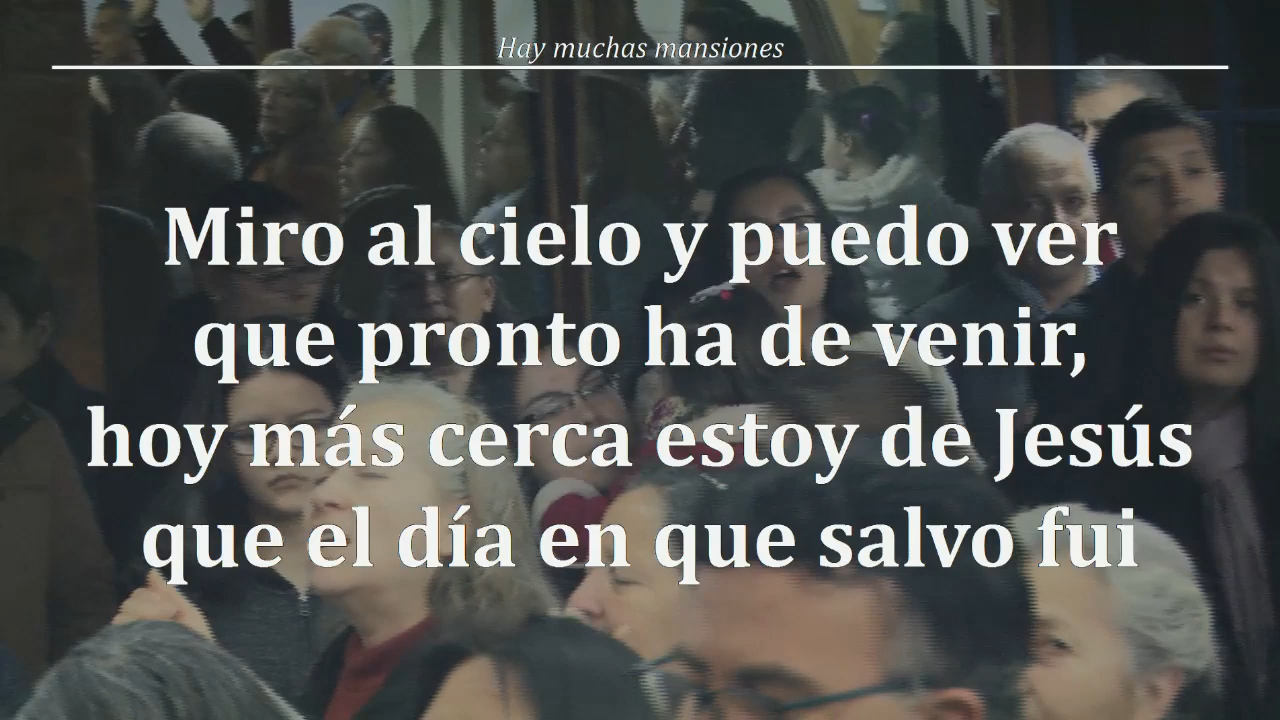 Hay muchas mansiones
Miro al cielo y puedo ver
que pronto ha de venir,
hoy más cerca estoy de Jesús
que el día en que salvo fui